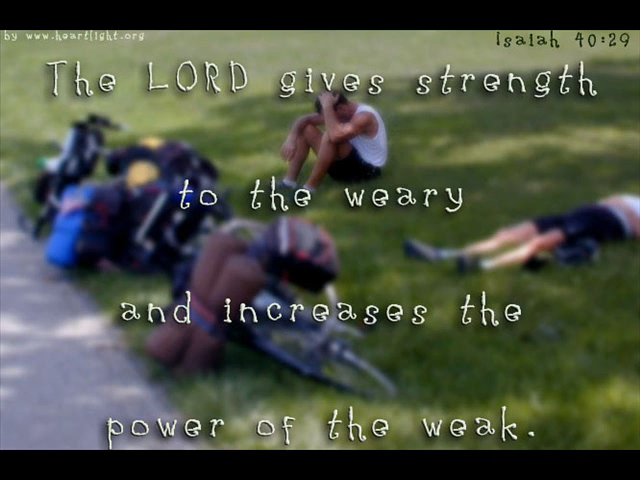 by www.heartlight.org
Isaiah 40:29
The LORD gives strength
to the weary
and increases the
power of the weak.